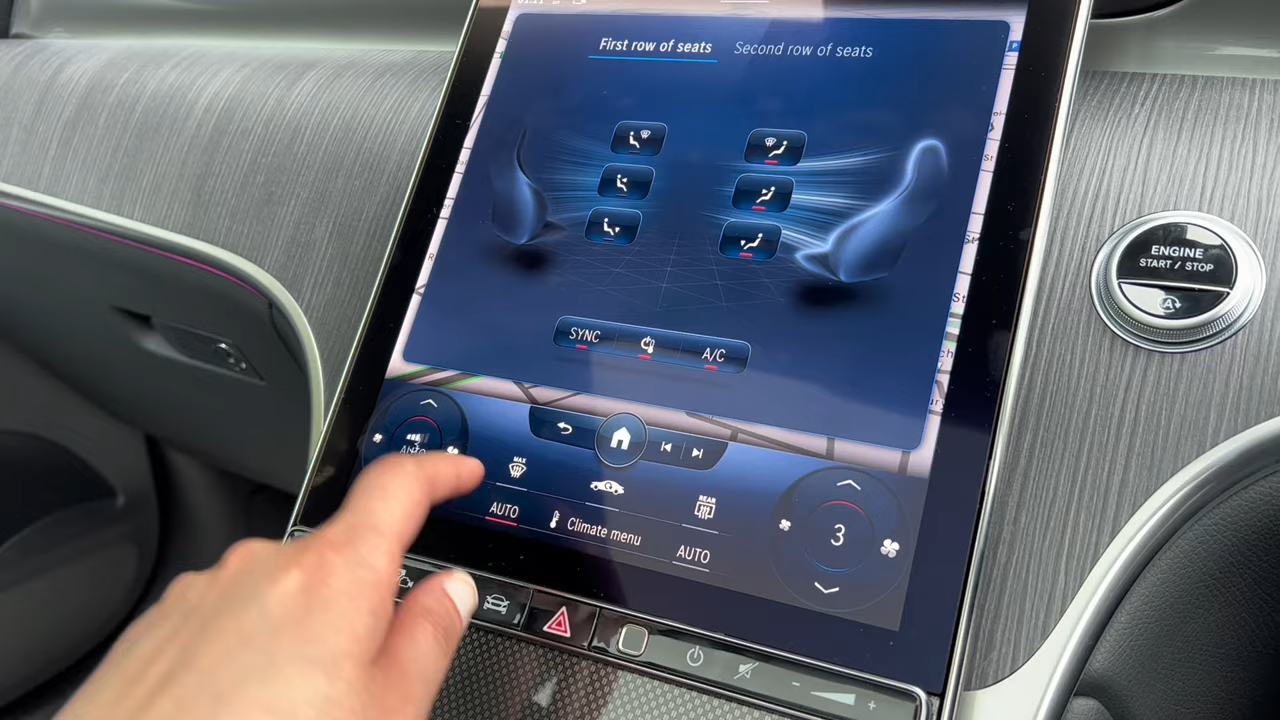 First row of seats
Second row of seats
SYNC
A/C
3
AUTO
MAX
REAR
AUTO
Climate menu
AUTO
3
ENGINE
START / STOP
A
P